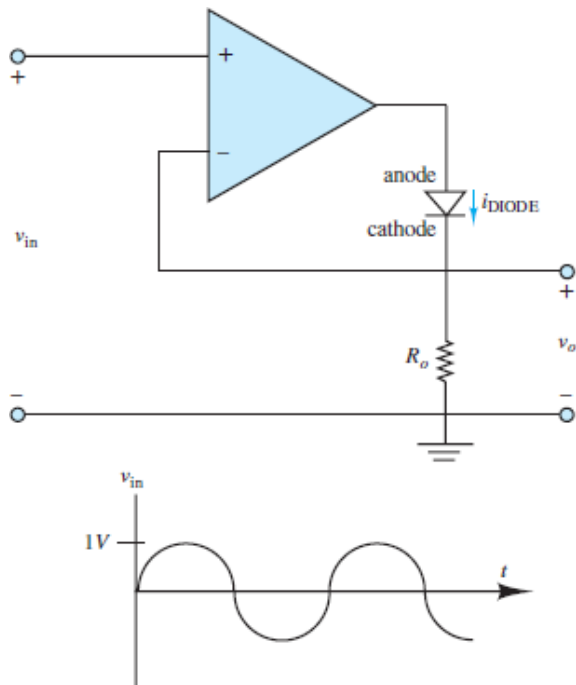 +
+
−
anode
i_DIODE
cathode
v_in
+
R_o
v_o
−
−
v_in
1V
t